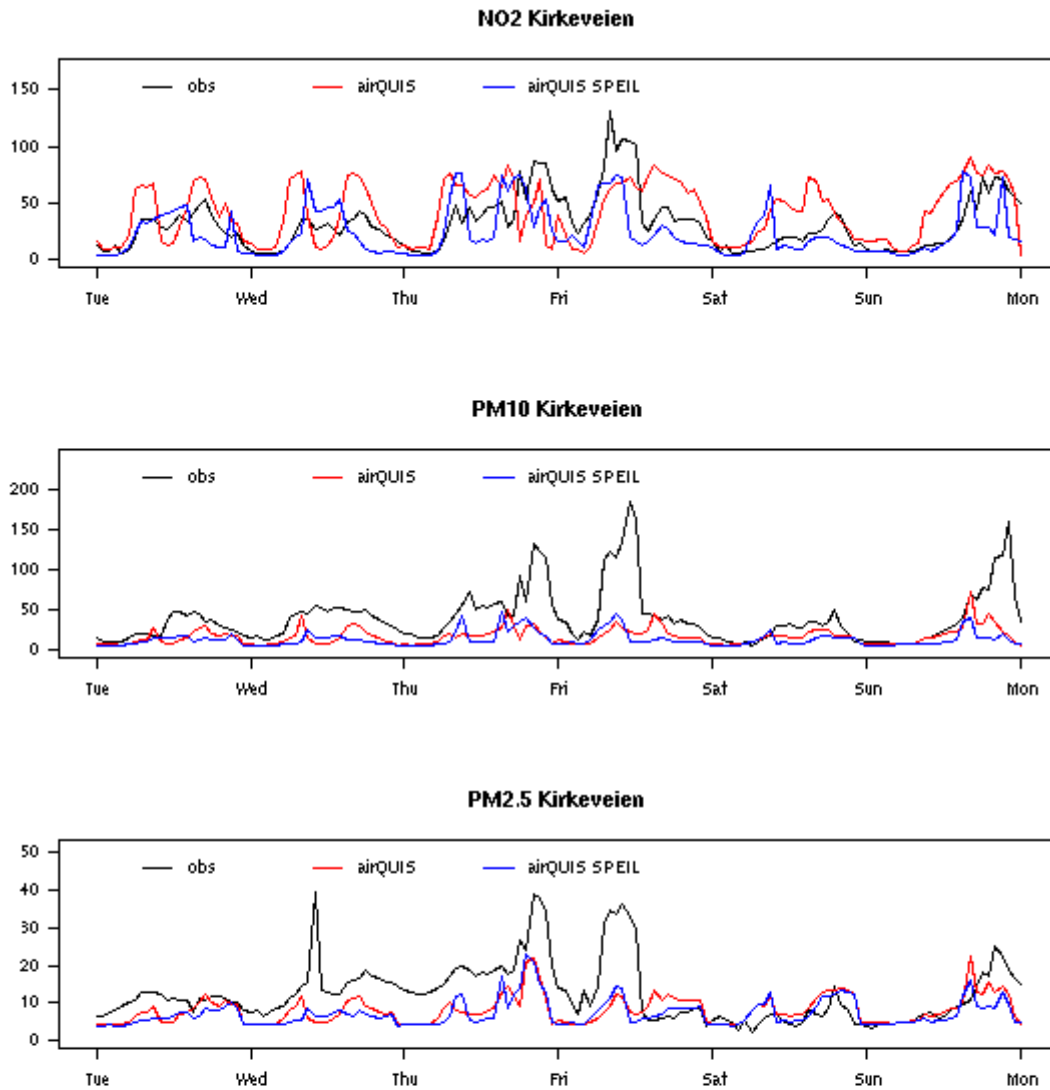 NO2 Kirkeveien
150
obs airQUIS airQUIS SPEIL
100
50
0
Tue Wed Thu Fri Sat Sun Mon
PM10 Kirkeveien
200
obs airQUIS airQUIS SPEIL
150
100
50
0
Tue Wed Thu Fri Sat Sun Mon
PM2.5 Kirkeveien
50
obs airQUIS airQUIS SPEIL
40
30
20
10
0
Tue Wed Thu Fri Sat Sun Mon